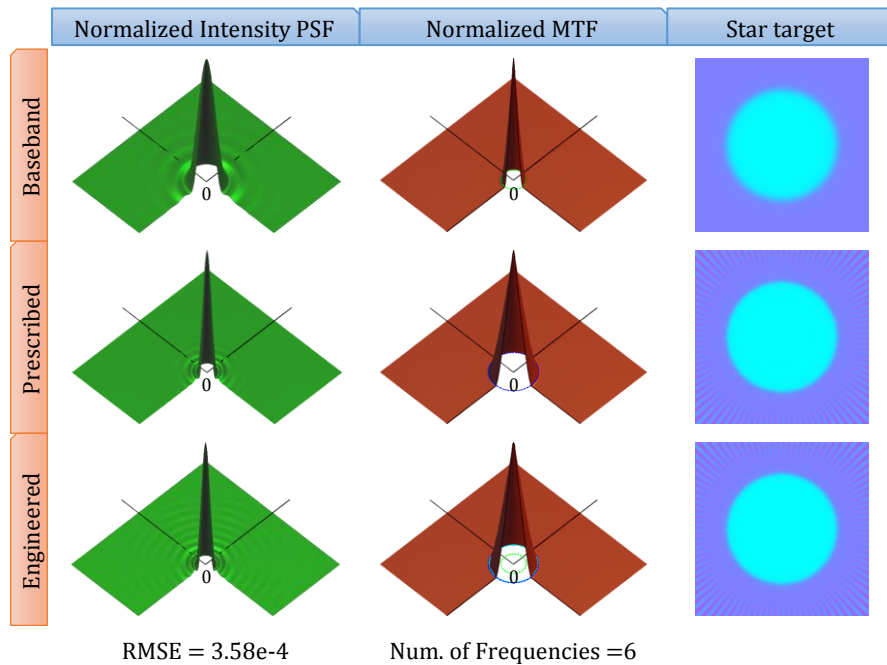 Normalized Intensity PSF
Normalized MTF
Star target
Baseband
0
0
Prescribed
0
0
Engineered
0
0
RMSE = 3.58e-4
Num. of Frequencies =6